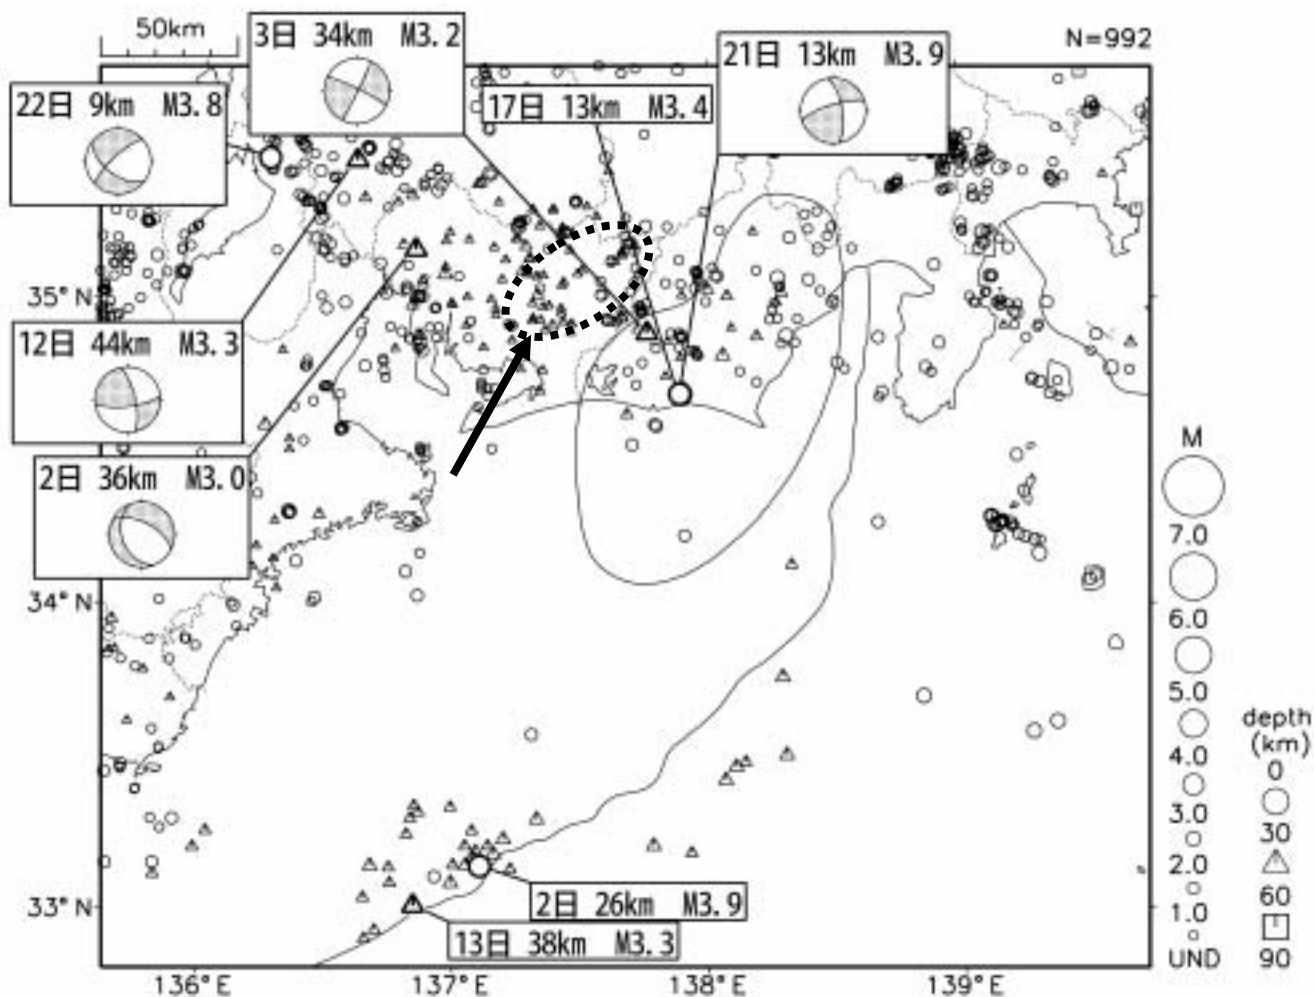 50km
N=992
3日 34km M3.2
21日 13km M3.9
22日 9km M3.8
17日 13km M3.4
35°N
12日 44km M3.3
2日 36km M3.0
34°N
33°N
2日 26km M3.9
13日 38km M3.3
136°E
137°E
138°E
139°E
M
7.0
6.0
5.0
4.0
3.0
2.0
1.0
UND
depth
(km)
0
30
60
90